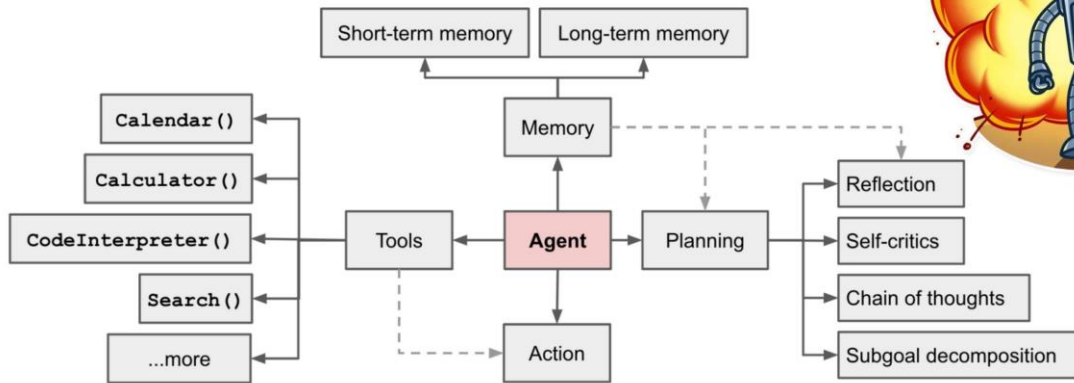 Short-term memory
Long-term memory
Calendar()
Memory
Calculator()
Reflection
CodeInterpreter()
Tools
Agent
Planning
Self-critics
Search()
Chain of thoughts
...more
Action
Subgoal decomposition